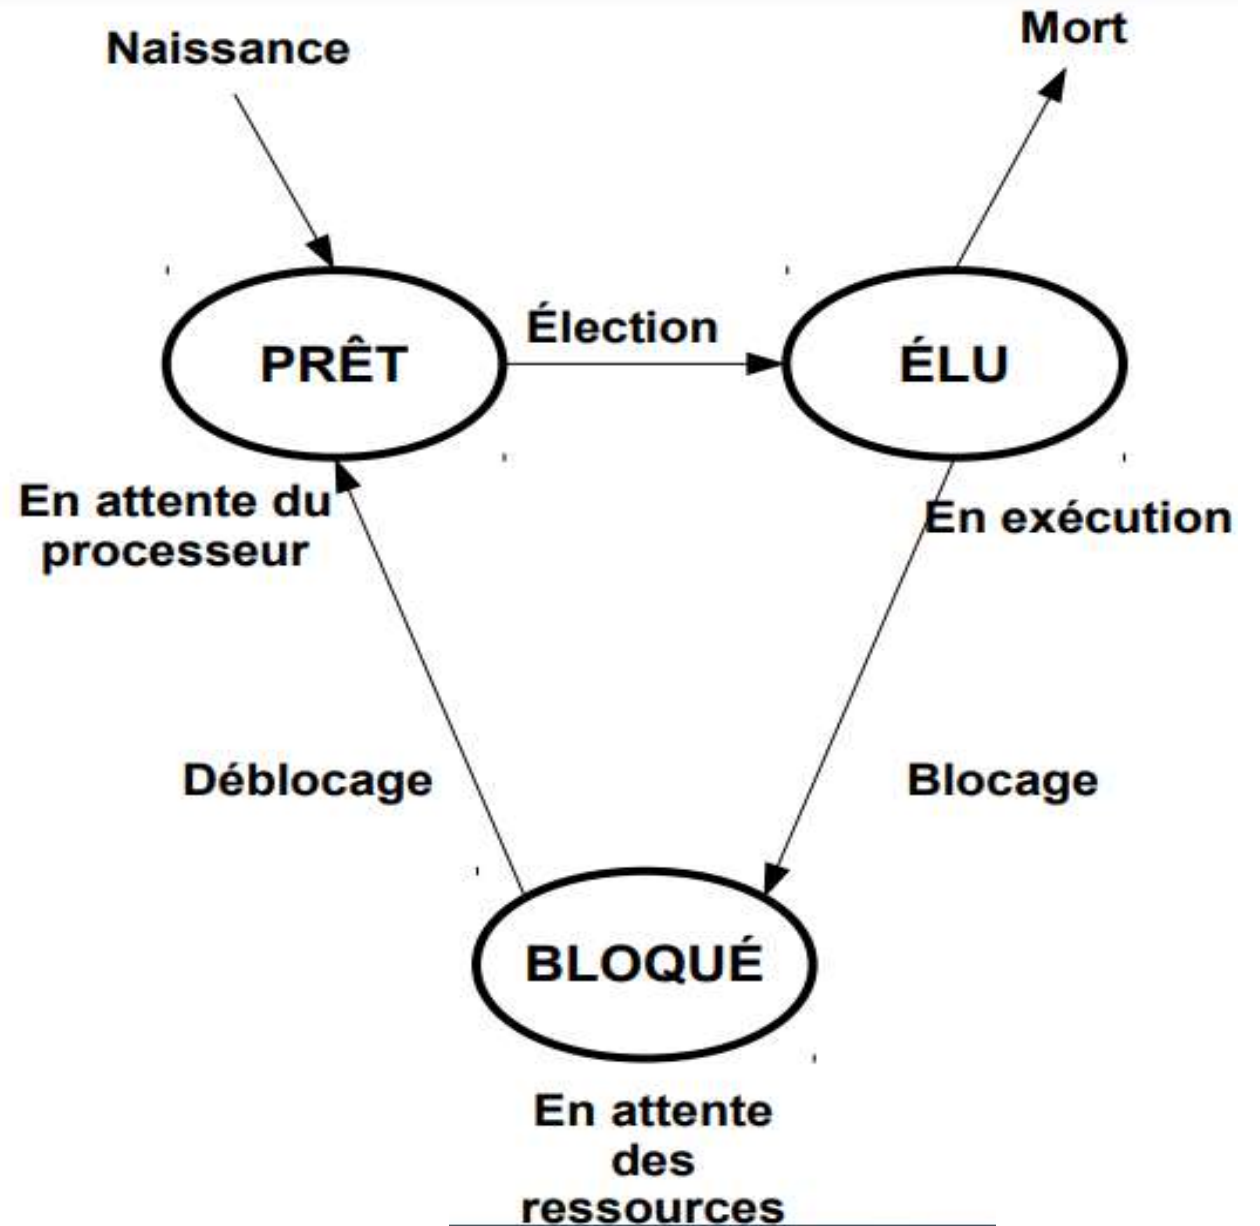 Naissance
Mort
Élection
PRÊT
ÉLU
En attente du
processeur
En exécution
Déblocage
Blocage
BLOQUÉ
En attente
des
ressources